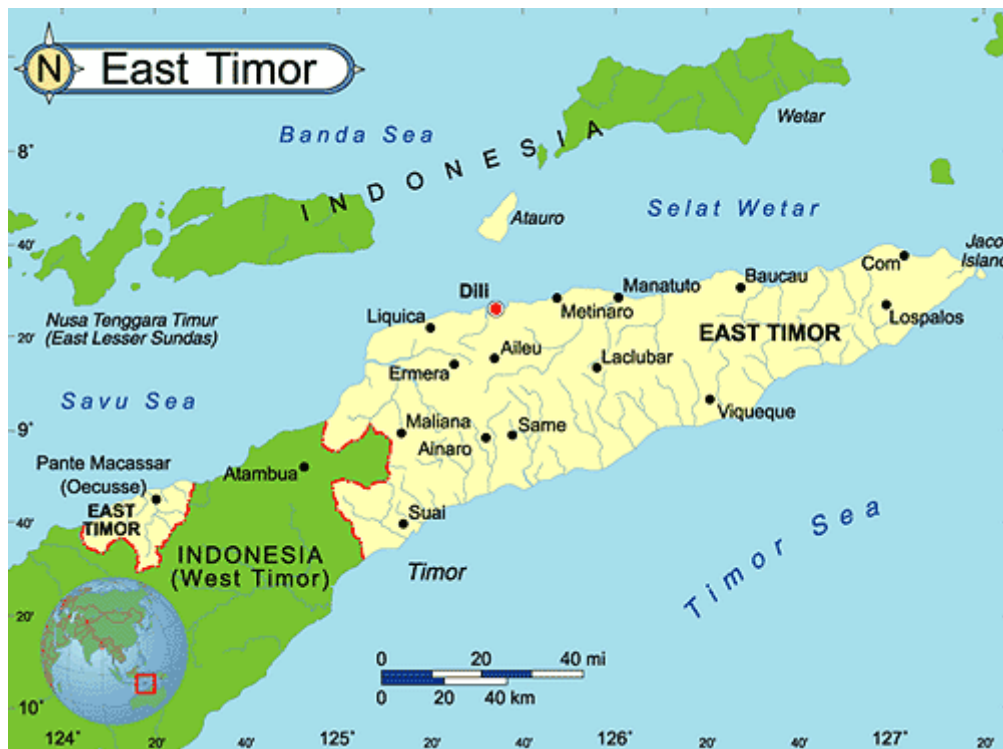 N
East Timor
Banda Sea
INDONESIA
Wetar
8°
Atauro
Selat Wetar
40'
Jaco
Island
Com
Baucau
Manatuto
Dili
Metinaro
Liquica
Lospalos
Nusa Tenggara Timur
(East Lesser Sundas)
20'
EAST TIMOR
Aileu
Laclubar
Ermera
Savu Sea
Viqueque
9°
Maliana
Same
Ainaro
Pante Macassar
(Oecusse)
Atambua
EAST
TIMOR
40'
Suai
INDONESIA
(West Timor)
Timor
Timor Sea
20'
0 20 40 mi
0 20 40 km
10°
124° 20' 40' 125° 20' 40' 126° 20' 40' 127° 20'